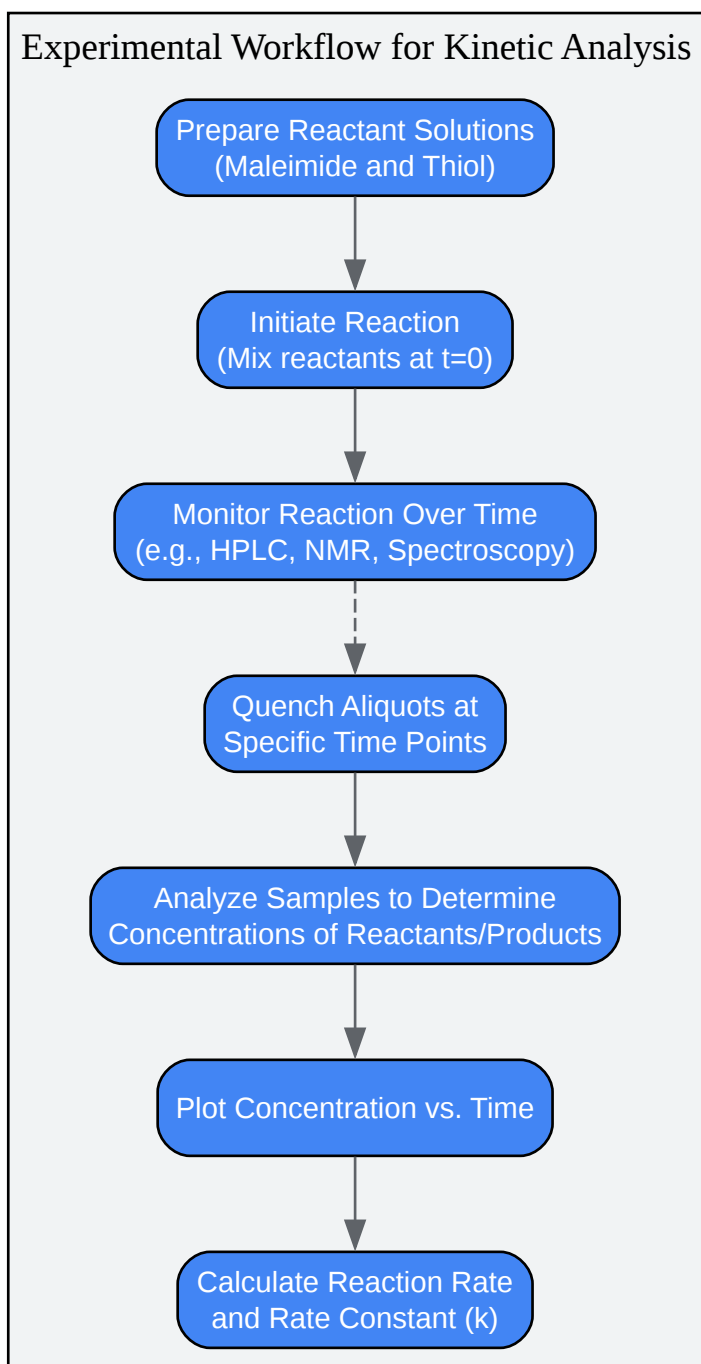 Experimental Workflow for Kinetic Analysis
Prepare Reactant Solutions
(Maleimide and Thiol)
Initiate Reaction
(Mix reactants at t=0)
Monitor Reaction Over Time
(e.g., HPLC, NMR, Spectroscopy)
Quench Aliquots at
Specific Time Points
Analyze Samples to Determine
Concentrations of Reactants/Products
Plot Concentration vs. Time
Calculate Reaction Rate
and Rate Constant (k)